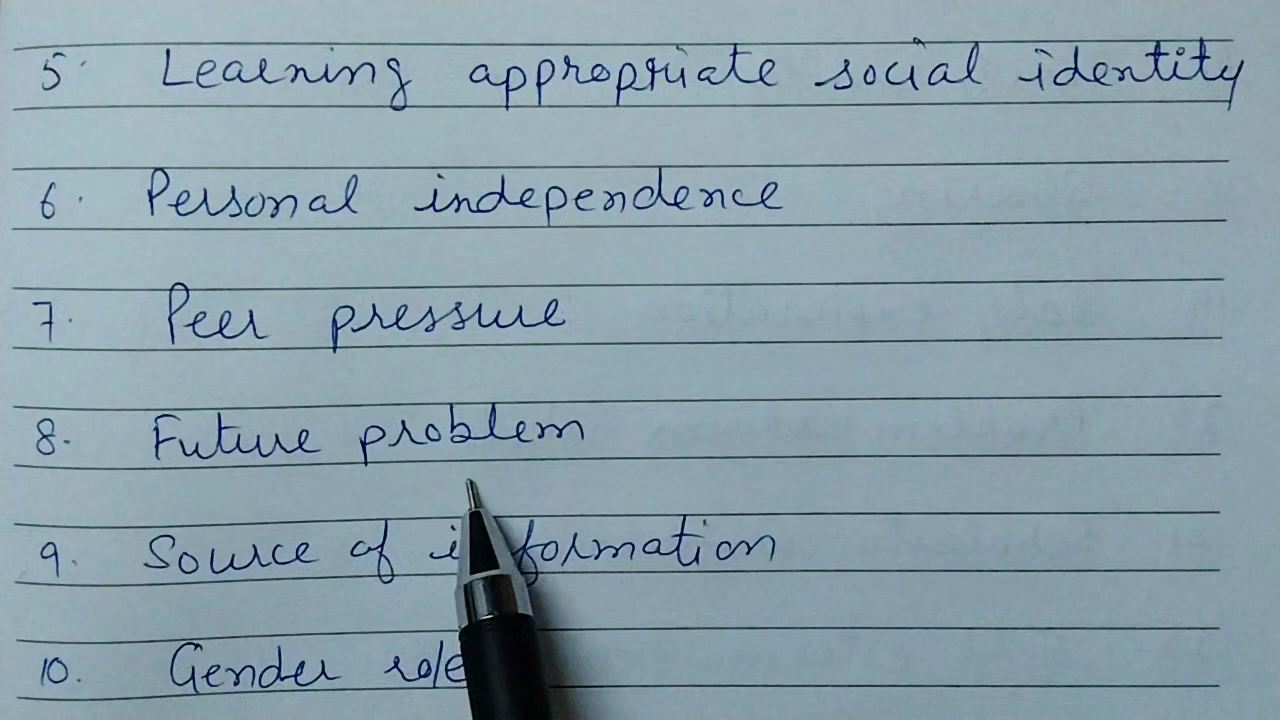 5. Learning appropriate social identity
6. Personal independence
7. Peer pressure
8. Future problem
9. Source of information
10. Gender role